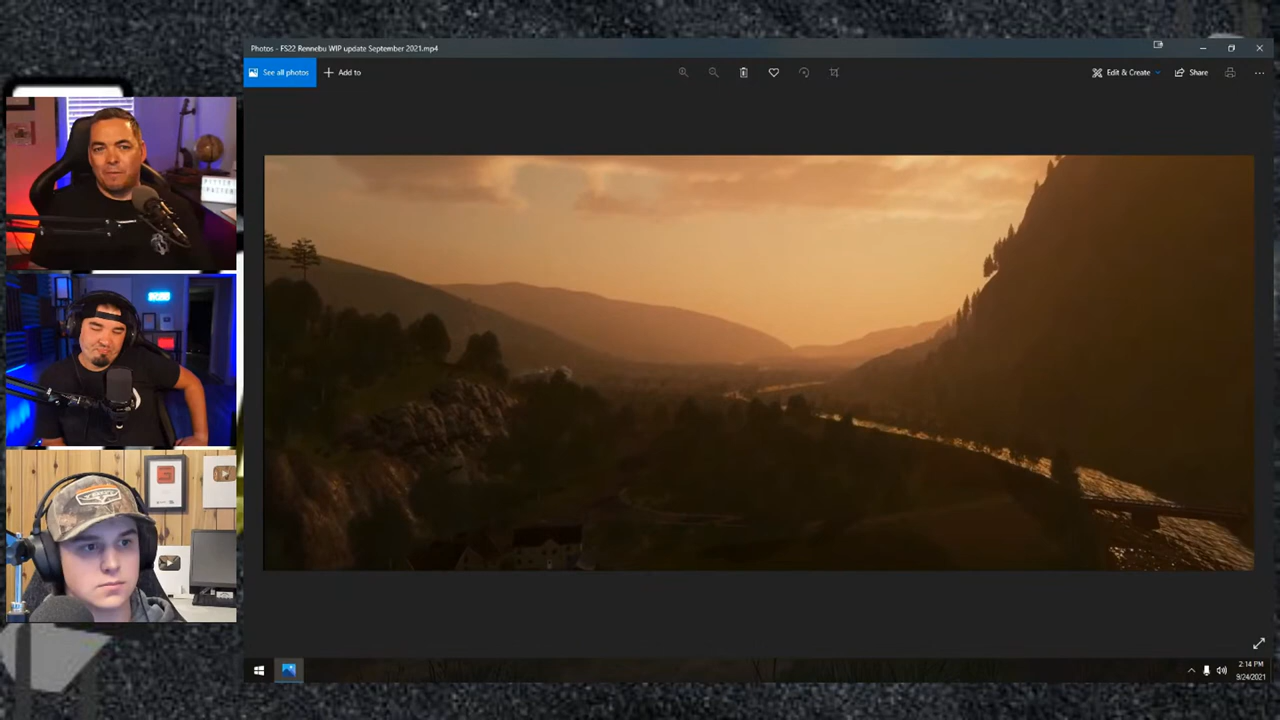 Photos - FS22 Rennebu WIP update September 2021.mp4
See all photos
Add to
Edit & Create
Share
2:14 PM
9/24/2021